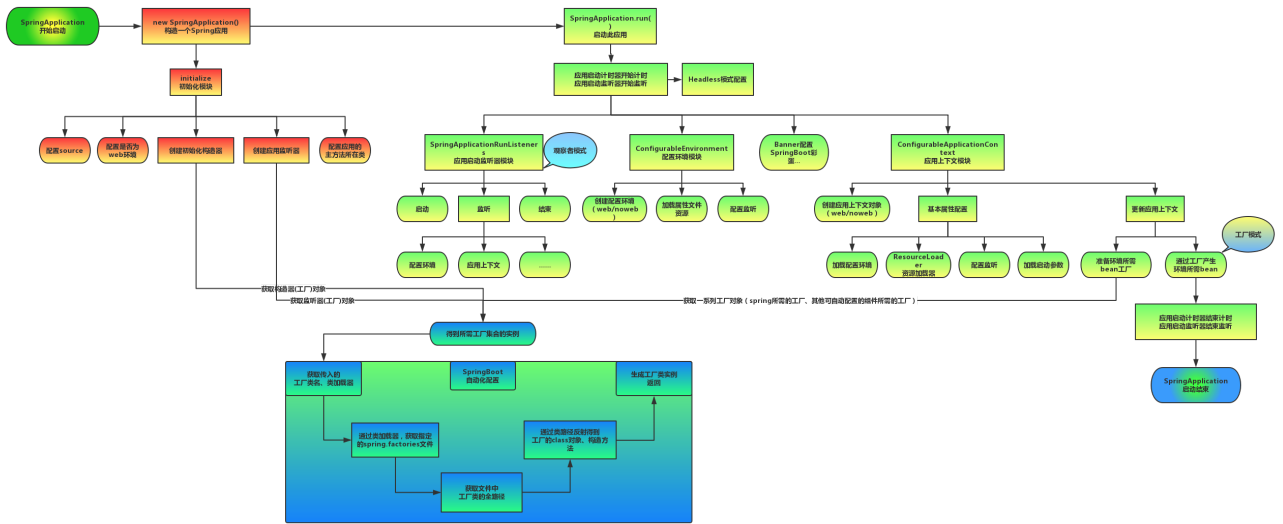 SpringApplication
开始启动
new SpringApplication()
构造一个Spring应用
SpringApplication.run(
)
启动此应用
initialize
初始化模块
应用启动计时器开始计时
应用启动监听器开始监听
Headless模式配置
配置source
配置是否为
web环境
创建初始化构造器
创建应用监听器
配置应用的
主方法所在类
SpringApplicationRunListener
s
应用启动监听器模块
观察者模式
ConfigurableEnvironment
配置环境模块
Banner配置
SpringBoot彩
蛋...
ConfigurableApplicationCon
text
应用上下文模块
启动
监听
结束
创建配置环境
（web/noweb
）
加载属性文件
资源
配置监听
创建应用上下文对象
（web/noweb）
基本属性配置
更新应用上下文
工厂模式
配置环境
应用上下文
......
加载配置环境
ResourceLoad
er
资源加载器
配置监听
加载启动参数
准备环境所需
bean工厂
通过工厂产生
环境所需bean
获取构造器(工厂)对象
获取监听器(工厂)对象
获取一系列工厂对象（spring所需的工厂、其他可自动配置的组件所需的工厂）
得到所需工厂集合的实例
应用启动计时器结束计时
应用启动监听器结束监听
获取传入的
工厂类名、类加载器
SpringBoot
自动化配置
生成工厂类实例
返回
SpringApplication
启动结束
通过类加载器，获取指定
的spring.factories文件
通过类路径反射得到
工厂的class对象、构造方
法
获取文件中
工厂类的全路径